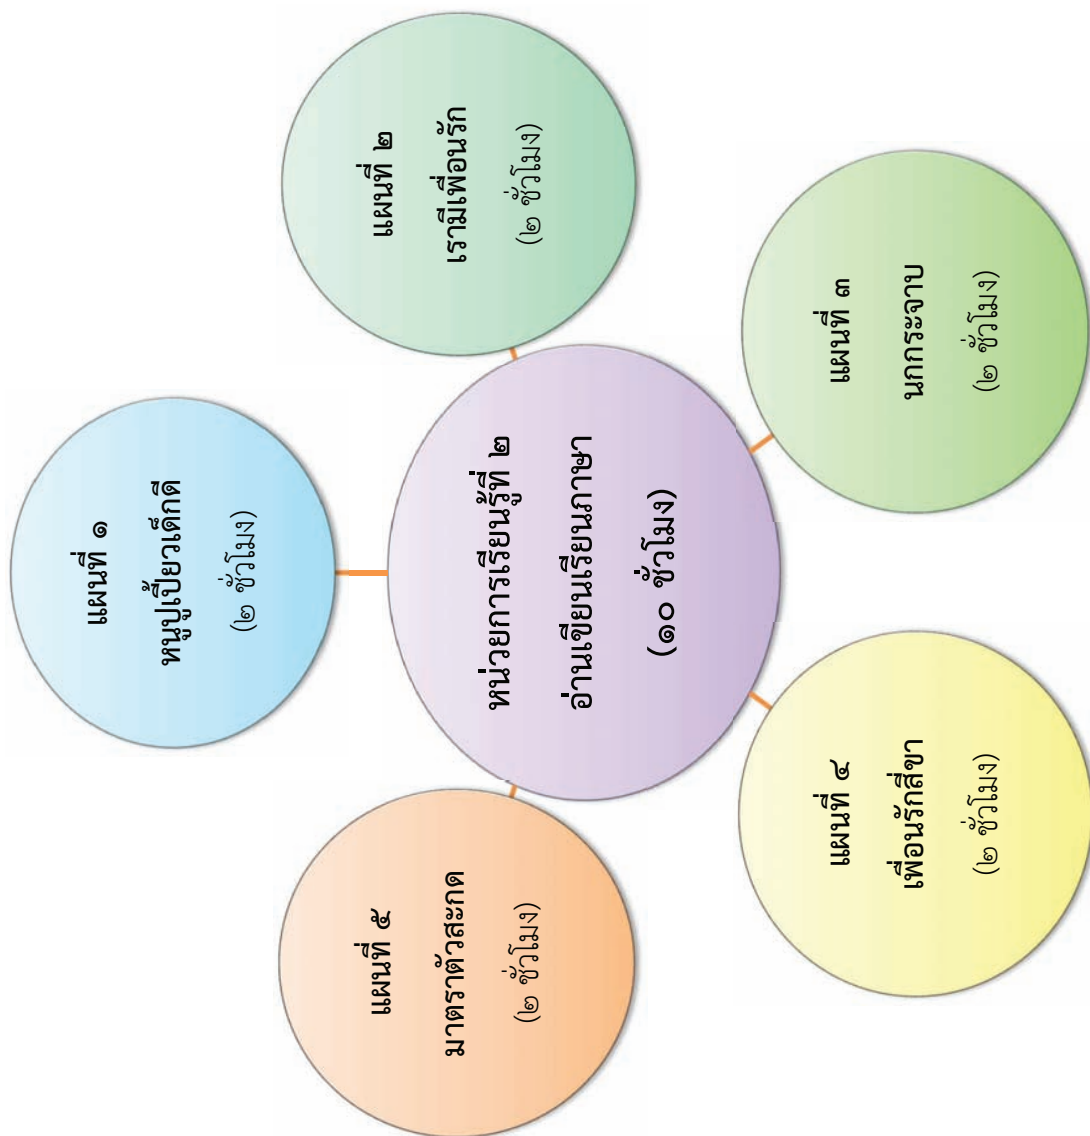 หน่วยการเรียนรู้ที่ ๒
อ่านเขียนเรียนภาษา
(๑๐ ชั่วโมง)
แผนที่ ๑
หนูปูเปี้ยวเด็กดี
(๒ ชั่วโมง)
แผนที่ ๒
เรามีเพื่อนรัก
(๒ ชั่วโมง)
แผนที่ ๓
นกกระจาบ
(๒ ชั่วโมง)
แผนที่ ๔
เพื่อนรักสี่ขา
(๒ ชั่วโมง)
แผนที่ ๕
มาตราตัวสะกด
(๒ ชั่วโมง)